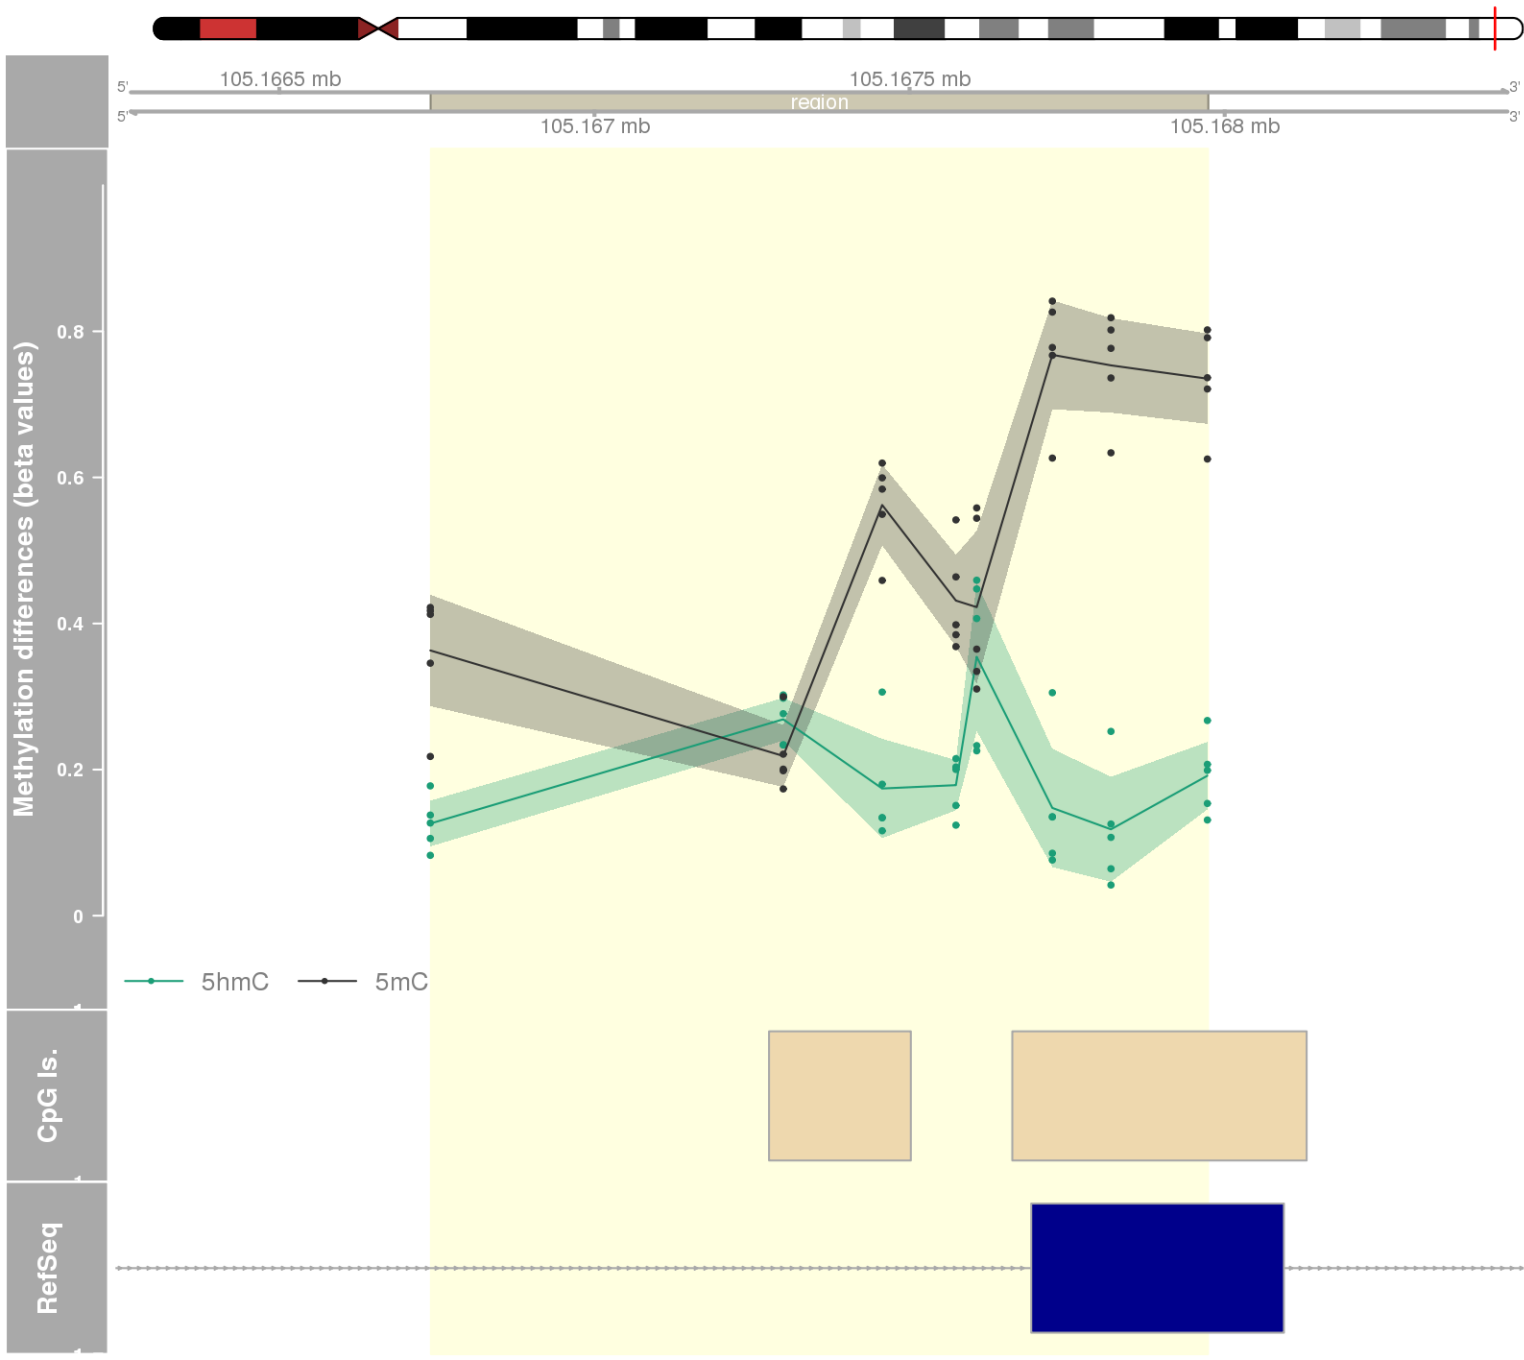 105.1665 mb
105.1675 mb
5'
3'
region
5'
3'
105.167 mb
105.168 mb
Methylation differences (beta values)
0.8
0.6
0.4
0.2
0
5hmC
5mC
CpG Is.
RefSeq